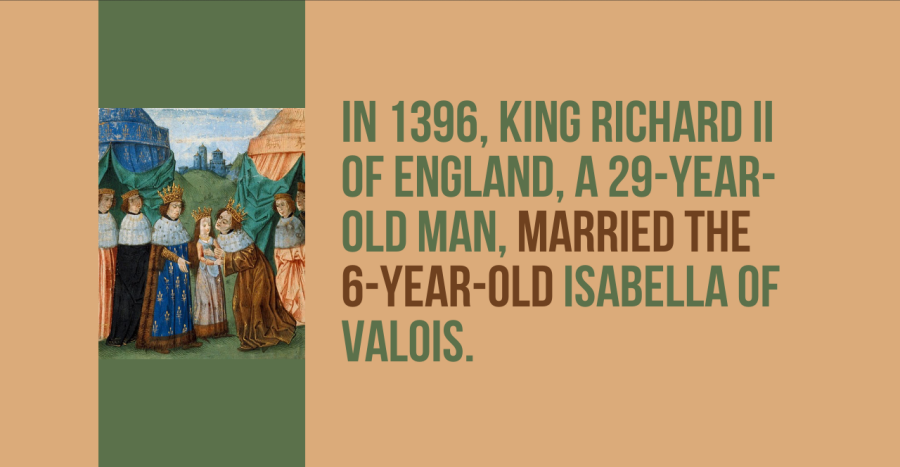 IN 1396, KING RICHARD II
OF ENGLAND, A 29-YEAR-
OLD MAN, MARRIED THE
6-YEAR-OLD ISABELLA OF
VALOIS.